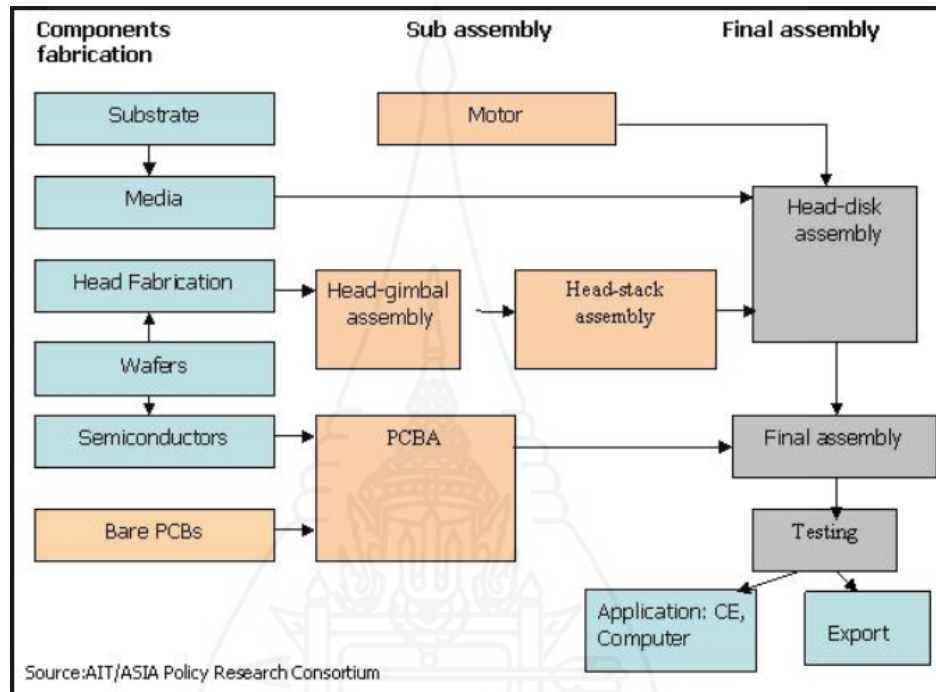 Components
fabrication
Sub assembly
Final assembly
Substrate
Motor
Media
Head-disk
assembly
Head Fabrication
Head-gimbal
assembly
Head-stack
assembly
Wafers
Semiconductors
PCBA
Final assembly
Bare PCBs
Testing
Application: CE,
Computer
Export
Source:AIT/ASIA Policy Research Consortium